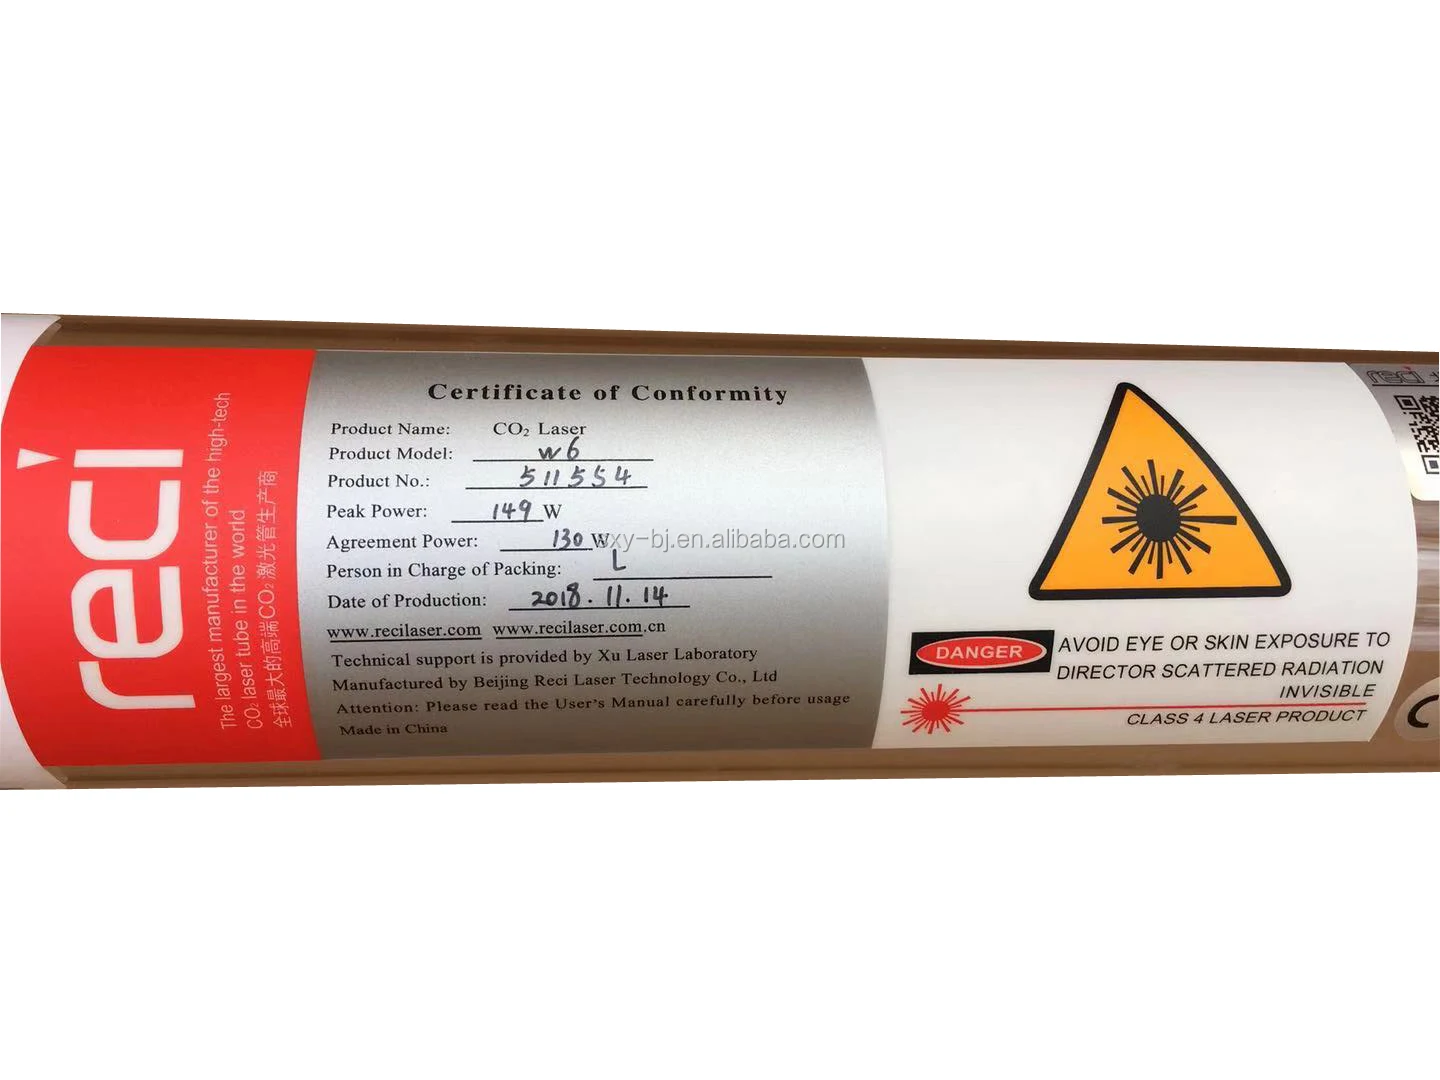 reci
The largest manufacturer of the high-tech
CO₂ laser tube in the world
全球最大的高端CO₂激光管生产商
Certificate of Conformity
Product Name: CO₂ Laser
Product Model: W6
Product No.: 511554
Peak Power: 149 W
Agreement Power: 130 W
Person in Charge of Packing: L
Date of Production: 2018.11.14
www.recilaser.com www.recilaser.com.cn
Technical support is provided by Xu Laser Laboratory
Manufactured by Beijing Reci Laser Technology Co., Ltd
Attention: Please read the User's Manual carefully before usage
Made in China
xy-bj.en.alibaba.com
DANGER
AVOID EYE OR SKIN EXPOSURE TO
DIRECTOR SCATTERED RADIATION
INVISIBLE
CLASS 4 LASER PRODUCT
reci